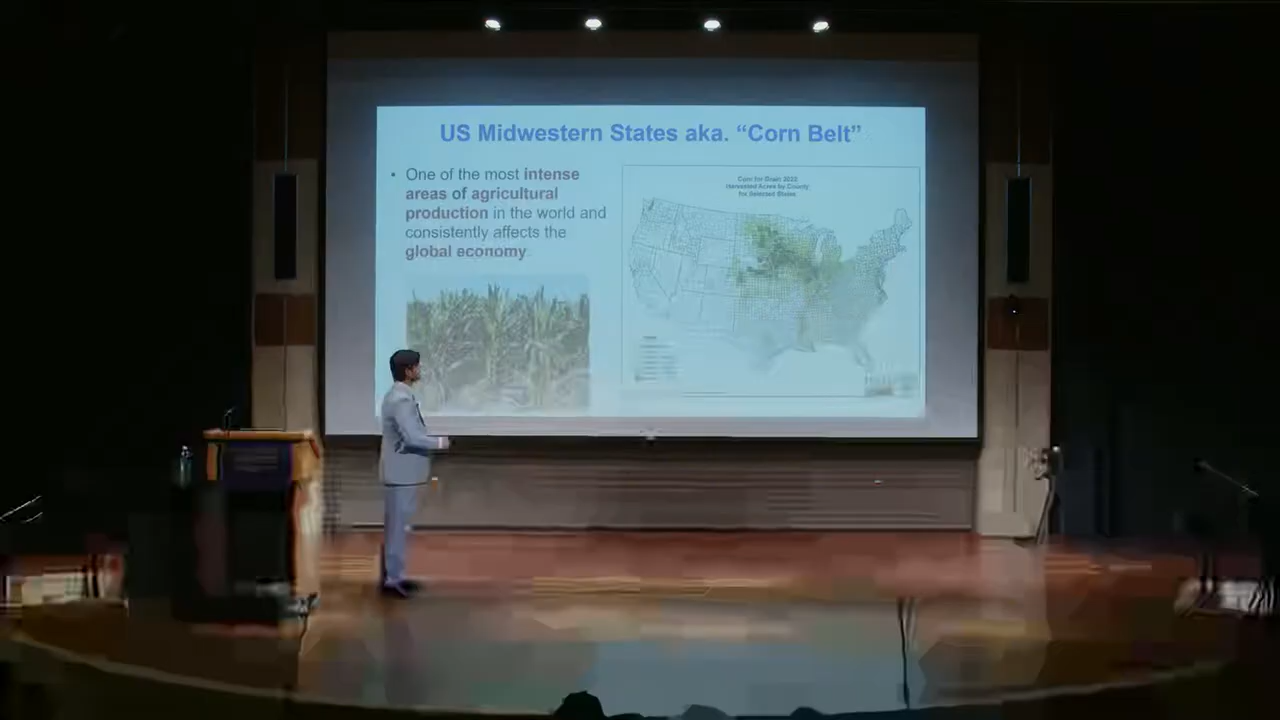 US Midwestern States aka. “Corn Belt”
• One of the most intense
areas of agricultural
production in the world and
consistently affects the
global economy.
Corn for Grain 2022
Harvested Acres by County
for Selected States